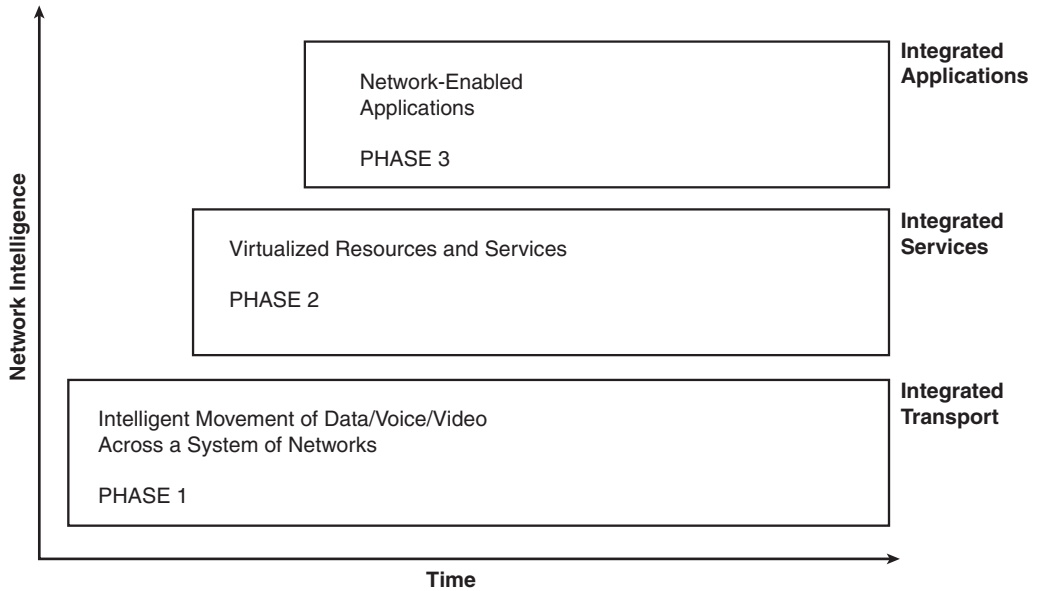 Network-Enabled
Applications
PHASE 3
Integrated
Applications
Virtualized Resources and Services
PHASE 2
Integrated
Services
Network Intelligence
Intelligent Movement of Data/Voice/Video
Across a System of Networks
PHASE 1
Integrated
Transport
Time